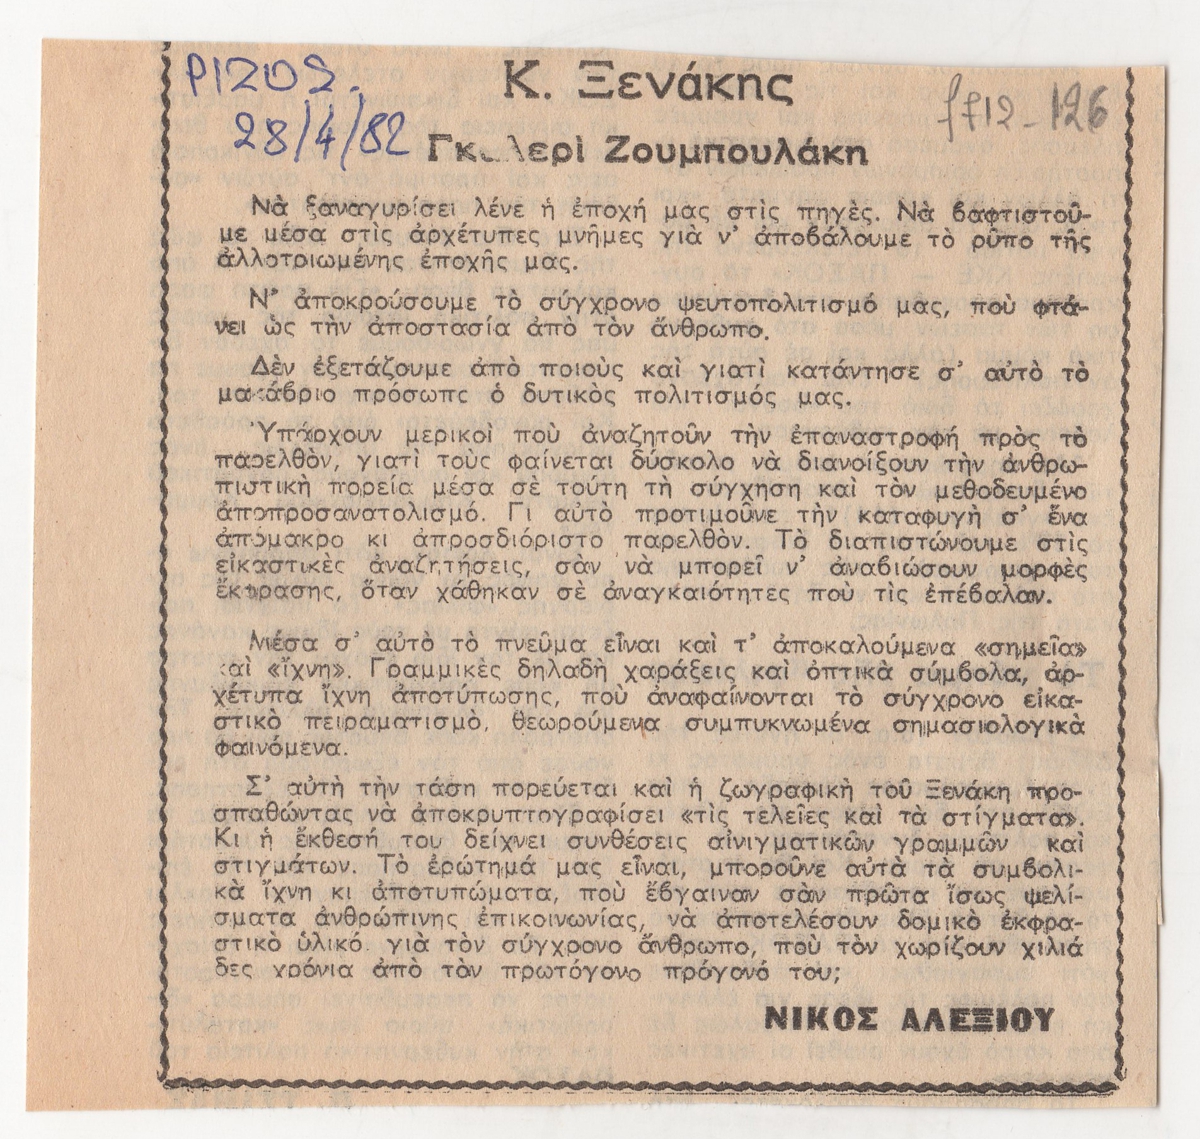 ΡΙΖΟΣ.
28/4/82
f712-126
Κ. Ξενάκης
Γκαλερὶ Ζουμπουλάκη
Νὰ ξαναγυρίσει λένε ἡ ἐποχή μας στὶς πηγὲς. Νὰ βαφτιστοῦ-
με μέσα στὶς ἀρχέτυπες μνῆμες γιὰ ν' ἀποβάλουμε τὸ ρῦπο τῆς
ἀλλοτριωμένης ἐποχῆς μας.
Ν' ἀποκρούσουμε τὸ σύγχρονο ψευτοπολιτισμό μας, ποὺ φτά-
νει ὡς τὴν ἀποστασία ἀπὸ τὸν ἄνθρωπο.
Δὲν ἐξετάζουμε ἀπὸ ποιοὺς καὶ γιατὶ κατάντησε σ' αὐτὸ τὸ
μακάβριο πρόσωπο ὁ δυτικὸς πολιτισμός μας.
Ὑπάρχουν μερικοὶ ποὺ ἀναζητοῦν τὴν ἐπαναστροφή πρὸς τὸ
παρελθὸν, γιατὶ τοὺς φαίνεται δύσκολο νὰ διανοίξουν τὴν ἀνθρω-
πιστικὴ πορεία μέσα σὲ τούτη τὴ σύγχηση καὶ τὸν μεθοδευμένο
ἀποπροσανατολισμό. Γι αὐτὸ προτιμοῦνε τὴν καταφυγὴ σ' ἕνα
ἀπόμακρο κι ἀπροσδιόριστο παρελθὸν. Τὸ διαπιστώνουμε στὶς
εἰκαστικὲς ἀναζητήσεις, σὰν νὰ μπορεῖ ν' ἀναβιώσουν μορφὲς
ἔκφρασης, ὅταν χάθηκαν σὲ ἀναγκαιότητες ποὺ τὶς ἐπέβαλαν.
Μέσα σ' αὐτὸ τὸ πνεῦμα εἶναι καὶ τ' ἀποκαλούμενα «σημεῖα»
καὶ «ἴχνη». Γραμμικὲς δηλαδὴ χαράξεις καὶ ὀπτικὰ σύμβολα, ἀρ-
χέτυπα ἴχνη ἀποτύπωσης, ποὺ ἀναφαίνονται τὸ σύγχρονο εἰκα-
στικὸ πειραματισμὸ, θεωρούμενα συμπυκνωμένα σημασιολογικὰ
φαινόμενα.
Σ' αὐτὴ τὴν τάση πορεύεται καὶ ἡ ζωγραφικὴ τοῦ Ξενάκη προ-
σπαθώντας νὰ ἀποκρυπτογραφίσει «τὶς τελεῖες καὶ τὰ στίγματα».
Κι ἡ ἔκθεσή του δείχνει συνθέσεις αἰνιγματικῶν γραμμῶν καὶ
στιγμάτων. Τὸ ἐρώτημά μας εἶναι, μποροῦνε αὐτὰ τὰ συμβολι-
κὰ ἴχνη κι ἀποτυπώματα, ποὺ ἔβγαιναν σὰν πρῶτα ἴσως ψελί-
σματα ἀνθρώπινης ἐπικοινωνίας, νὰ ἀποτελέσουν δομικὸ ἐκφρα-
στικὸ ὑλικό γιὰ τὸν σύγχρονο ἄνθρωπο, ποὺ τὸν χωρίζουν χιλιά
δες χρόνια ἀπὸ τὸν πρωτόγονο πρόγονό του;
ΝΙΚΟΣ ΑΛΕΞΙΟΥ